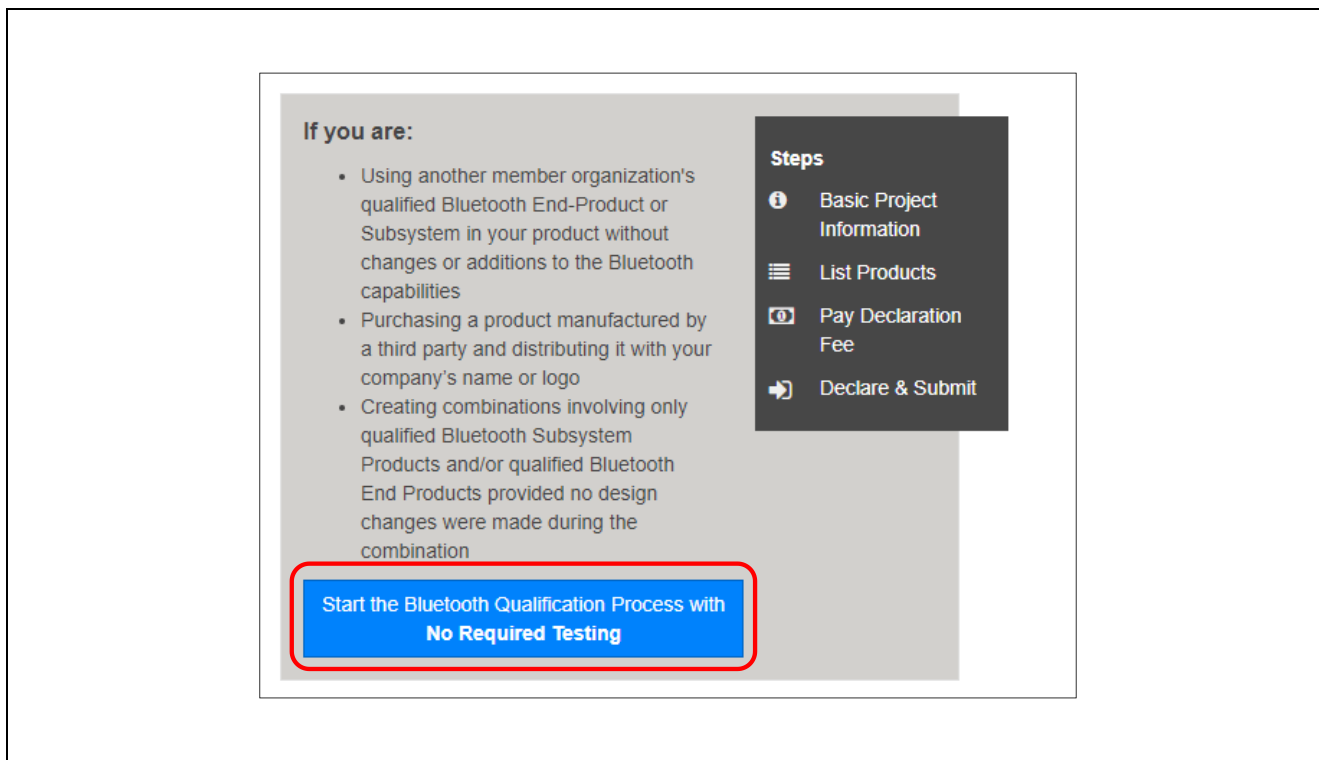 If you are:
• Using another member organization's
qualified Bluetooth End-Product or
Subsystem in your product without
changes or additions to the Bluetooth
capabilities
• Purchasing a product manufactured by
a third party and distributing it with your
company’s name or logo
• Creating combinations involving only
qualified Bluetooth Subsystem
Products and/or qualified Bluetooth
End Products provided no design
changes were made during the
combination
Start the Bluetooth Qualification Process with
No Required Testing
Steps
Basic Project
Information
List Products
Pay Declaration
Fee
Declare & Submit